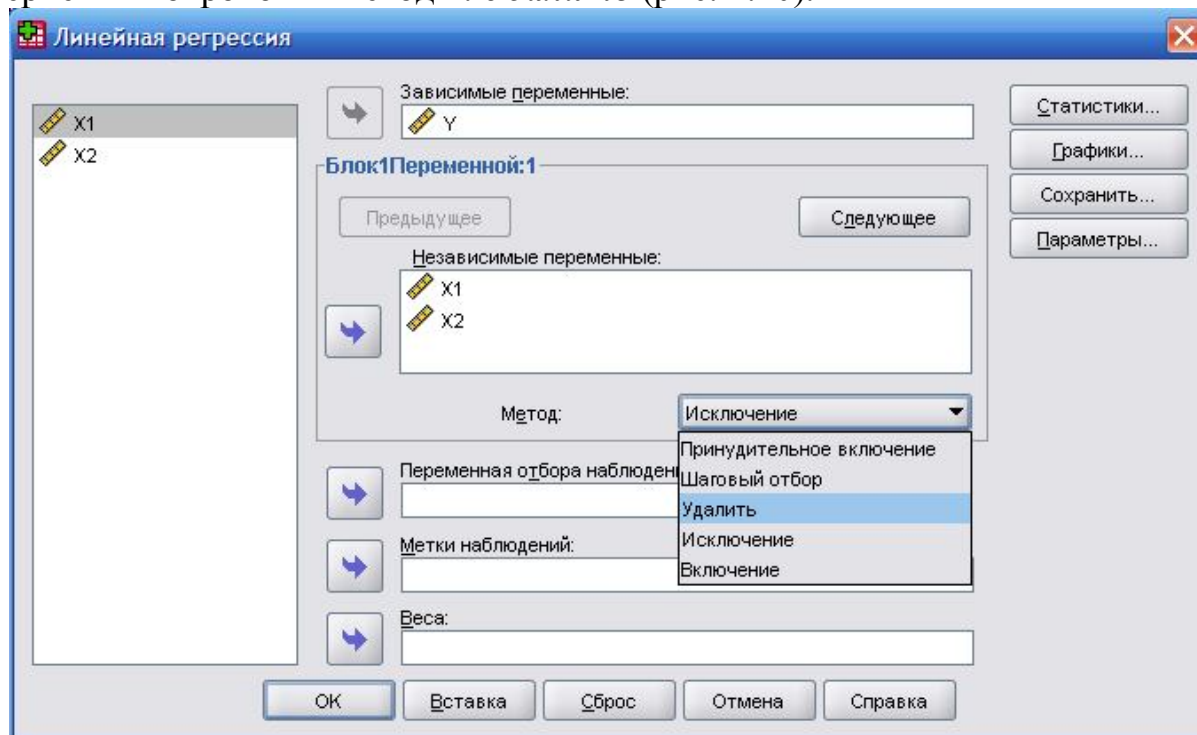 Линейная регрессия
X1
X2
Зависимые переменные:
Y
Блок1Переменной:1
Предыдущее
Следующее
Независимые переменные:
X1
X2
Метод:
Исключение
Принудительное включение
Шаговый отбор
Удалить
Исключение
Включение
Переменная отбора
Метки наблюдений:
Веса:
Статистики...
Графики...
Сохранить...
Параметры...
OK
Вставка
Сброс
Отмена
Справка